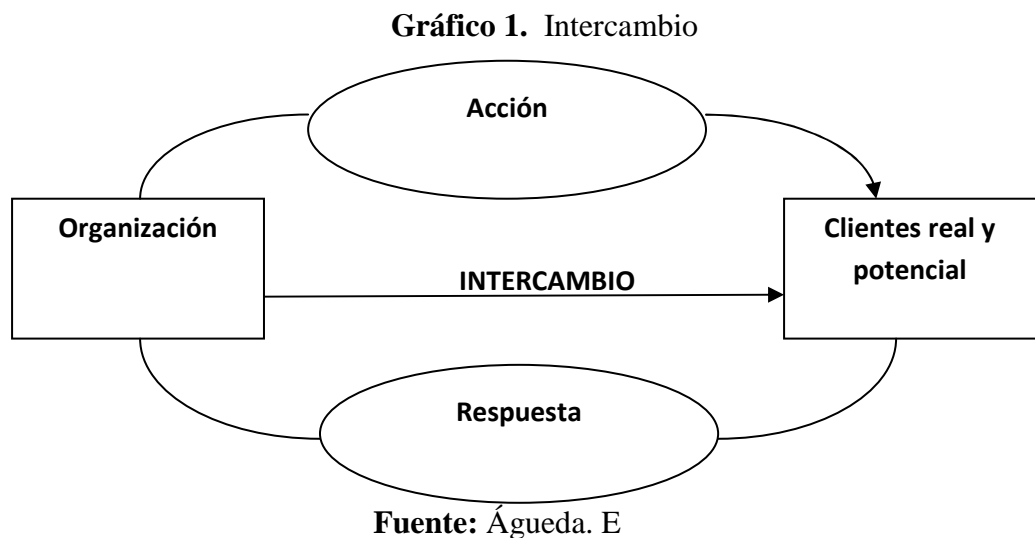 Gráfico 1. Intercambio
Acción
Organización
Clientes real y
potencial
INTERCAMBIO
Respuesta
Fuente: Águeda. E